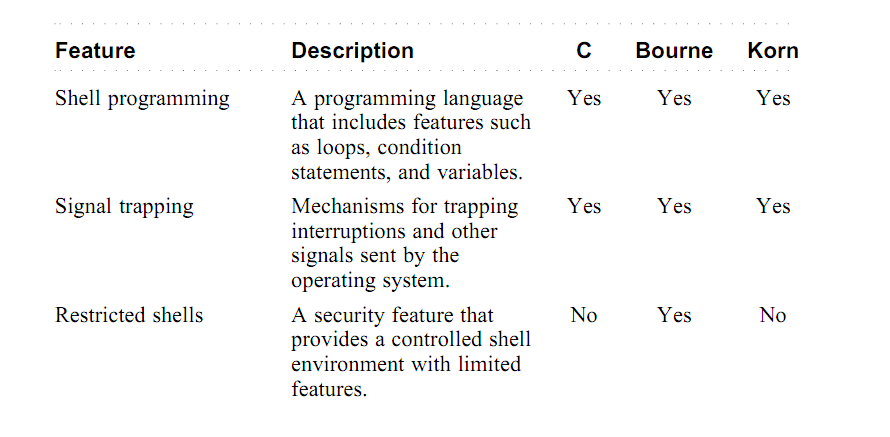 Feature Description C Bourne Korn
Shell programming A programming language Yes Yes Yes
that includes features such
as loops, condition
statements, and variables.
Signal trapping Mechanisms for trapping Yes Yes Yes
interruptions and other
signals sent by the
operating system.
Restricted shells A security feature that No Yes No
provides a controlled shell
environment with limited
features.